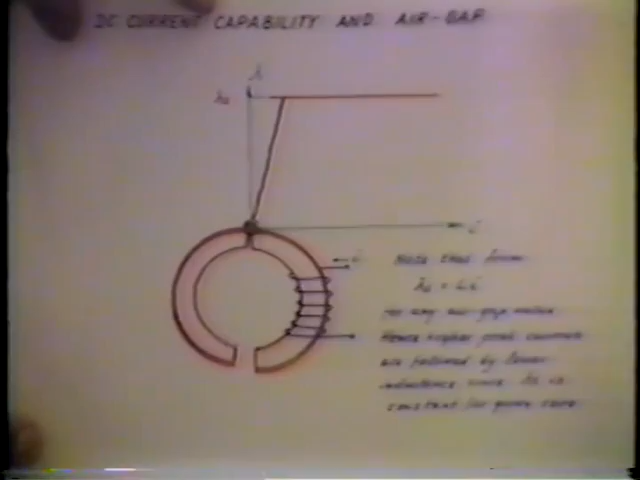 DC CURRENT CAPABILITY AND AIR-GAP
λ
λs
i
i
Note that from
λs = Li
for any air-gap
Hence higher peak currents
are followed by lower
inductance since λs is
constant for given core